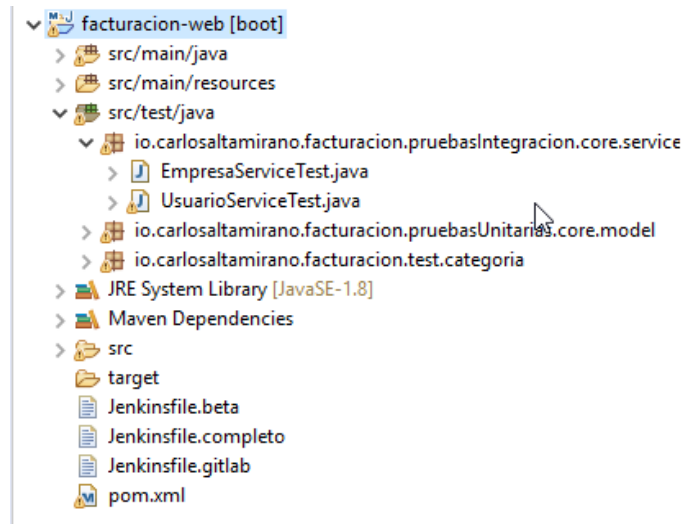 facturacion-web [boot]
src/main/java
src/main/resources
src/test/java
io.carlosaltamirano.facturacion.pruebasIntegracion.core.service
EmpresaServiceTest.java
UsuarioServiceTest.java
io.carlosaltamirano.facturacion.pruebasUnitarias.core.model
io.carlosaltamirano.facturacion.test.categoria
JRE System Library [JavaSE-1.8]
Maven Dependencies
src
target
Jenkinsfile.beta
Jenkinsfile.completo
Jenkinsfile.gitlab
pom.xml